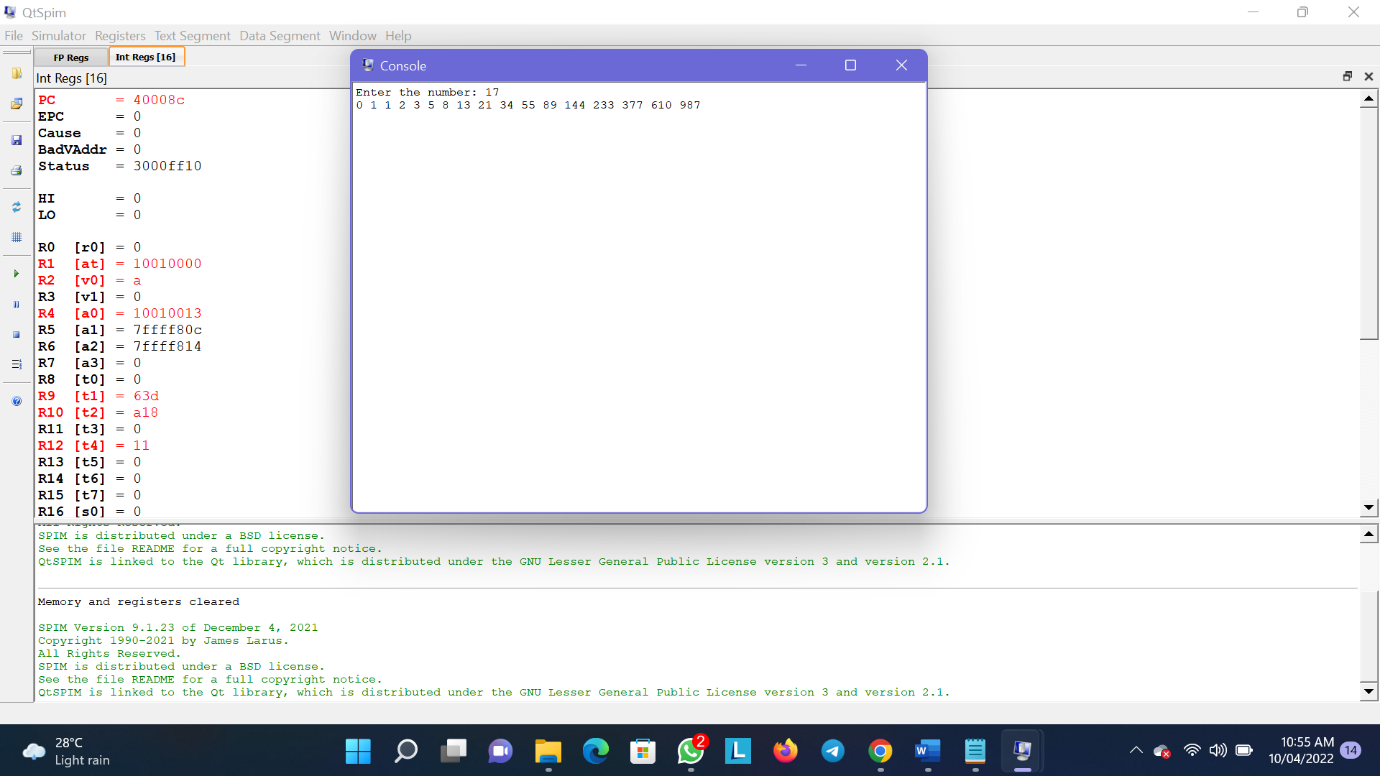 QtSpim
File Simulator Registers Text Segment Data Segment Window Help
FP Regs Int Regs [16]
Int Regs [16]
PC = 40008c
EPC = 0
Cause = 0
BadVAddr = 0
Status = 3000ff10
HI = 0
LO = 0
R0 [r0] = 0
R1 [at] = 10010000
R2 [v0] = a
R3 [v1] = 0
R4 [a0] = 10010013
R5 [a1] = 7ffff80c
R6 [a2] = 7ffff814
R7 [a3] = 0
R8 [t0] = 0
R9 [t1] = 63d
R10 [t2] = a18
R11 [t3] = 0
R12 [t4] = 11
R13 [t5] = 0
R14 [t6] = 0
R15 [t7] = 0
R16 [s0] = 0
Console
Enter the number: 17
0 1 1 2 3 5 8 13 21 34 55 89 144 233 377 610 987
All Rights Reserved.
SPIM is distributed under a BSD license.
See the file README for a full copyright notice.
QtSPIM is linked to the Qt library, which is distributed under the GNU Lesser General Public License version 3 and version 2.1.
Memory and registers cleared
SPIM Version 9.1.23 of December 4, 2021
Copyright 1990-2021 by James Larus.
All Rights Reserved.
SPIM is distributed under a BSD license.
See the file README for a full copyright notice.
QtSPIM is linked to the Qt library, which is distributed under the GNU Lesser General Public License version 3 and version 2.1.
28°C
Light rain
2
L
W
10:55 AM
10/04/2022
14